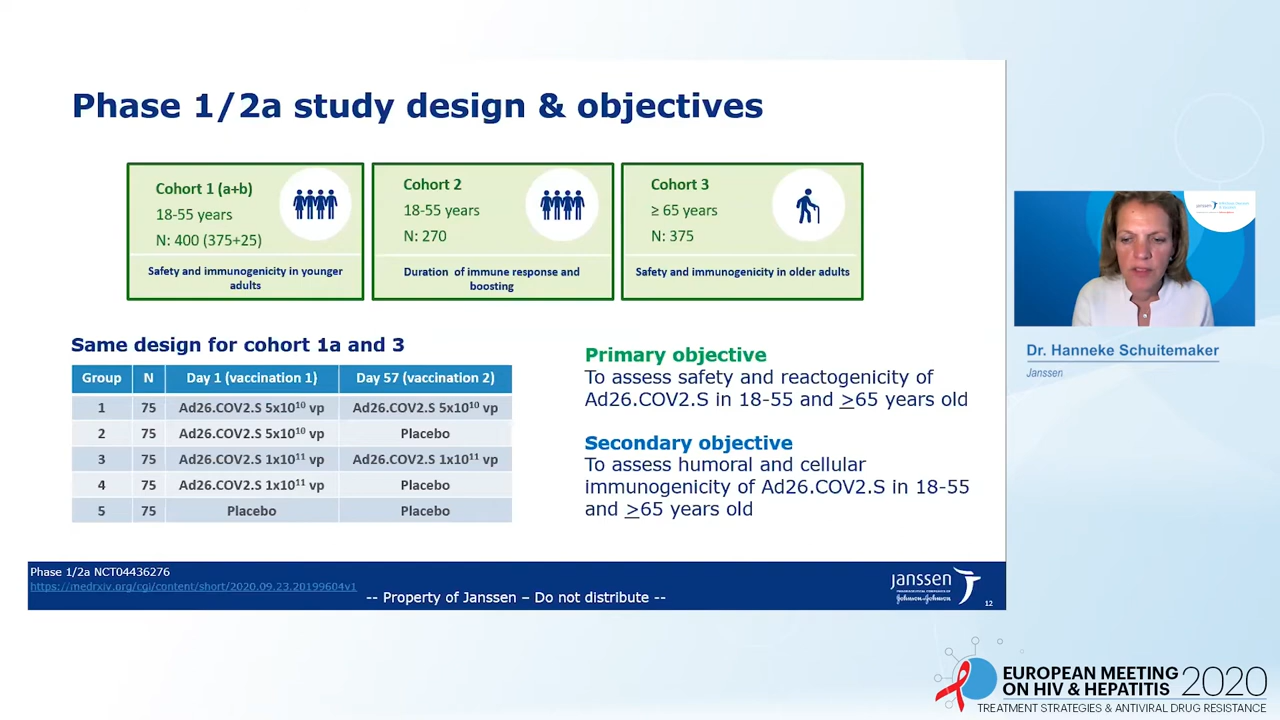 Phase 1/2a study design & objectives
Cohort 1 (a+b)
18-55 years
N: 400 (375+25)
Safety and immunogenicity in younger
adults
Cohort 2
18-55 years
N: 270
Duration of immune response and
boosting
Cohort 3
≥ 65 years
N: 375
Safety and immunogenicity in older adults
Same design for cohort 1a and 3
Group N Day 1 (vaccination 1) Day 57 (vaccination 2)
1 75 Ad26.COV2.S 5x10¹⁰ vp Ad26.COV2.S 5x10¹⁰ vp
2 75 Ad26.COV2.S 5x10¹⁰ vp Placebo
3 75 Ad26.COV2.S 1x10¹¹ vp Ad26.COV2.S 1x10¹¹ vp
4 75 Ad26.COV2.S 1x10¹¹ vp Placebo
5 75 Placebo Placebo
Primary objective
To assess safety and reactogenicity of
Ad26.COV2.S in 18-55 and ≥65 years old
Secondary objective
To assess humoral and cellular
immunogenicity of Ad26.COV2.S in 18-55
and ≥65 years old
Phase 1/2a NCT04436276
https://medrxiv.org/cgi/content/short/2020.09.23.20199604v1
-- Property of Janssen – Do not distribute --
janssen
PHARMACEUTICAL COMPANIES OF
Johnson & Johnson
12
janssen
Dr. Hanneke Schuitemaker
Janssen
EUROPEAN MEETING
ON HIV & HEPATITIS 2020
TREATMENT STRATEGIES & ANTIVIRAL DRUG RESISTANCE